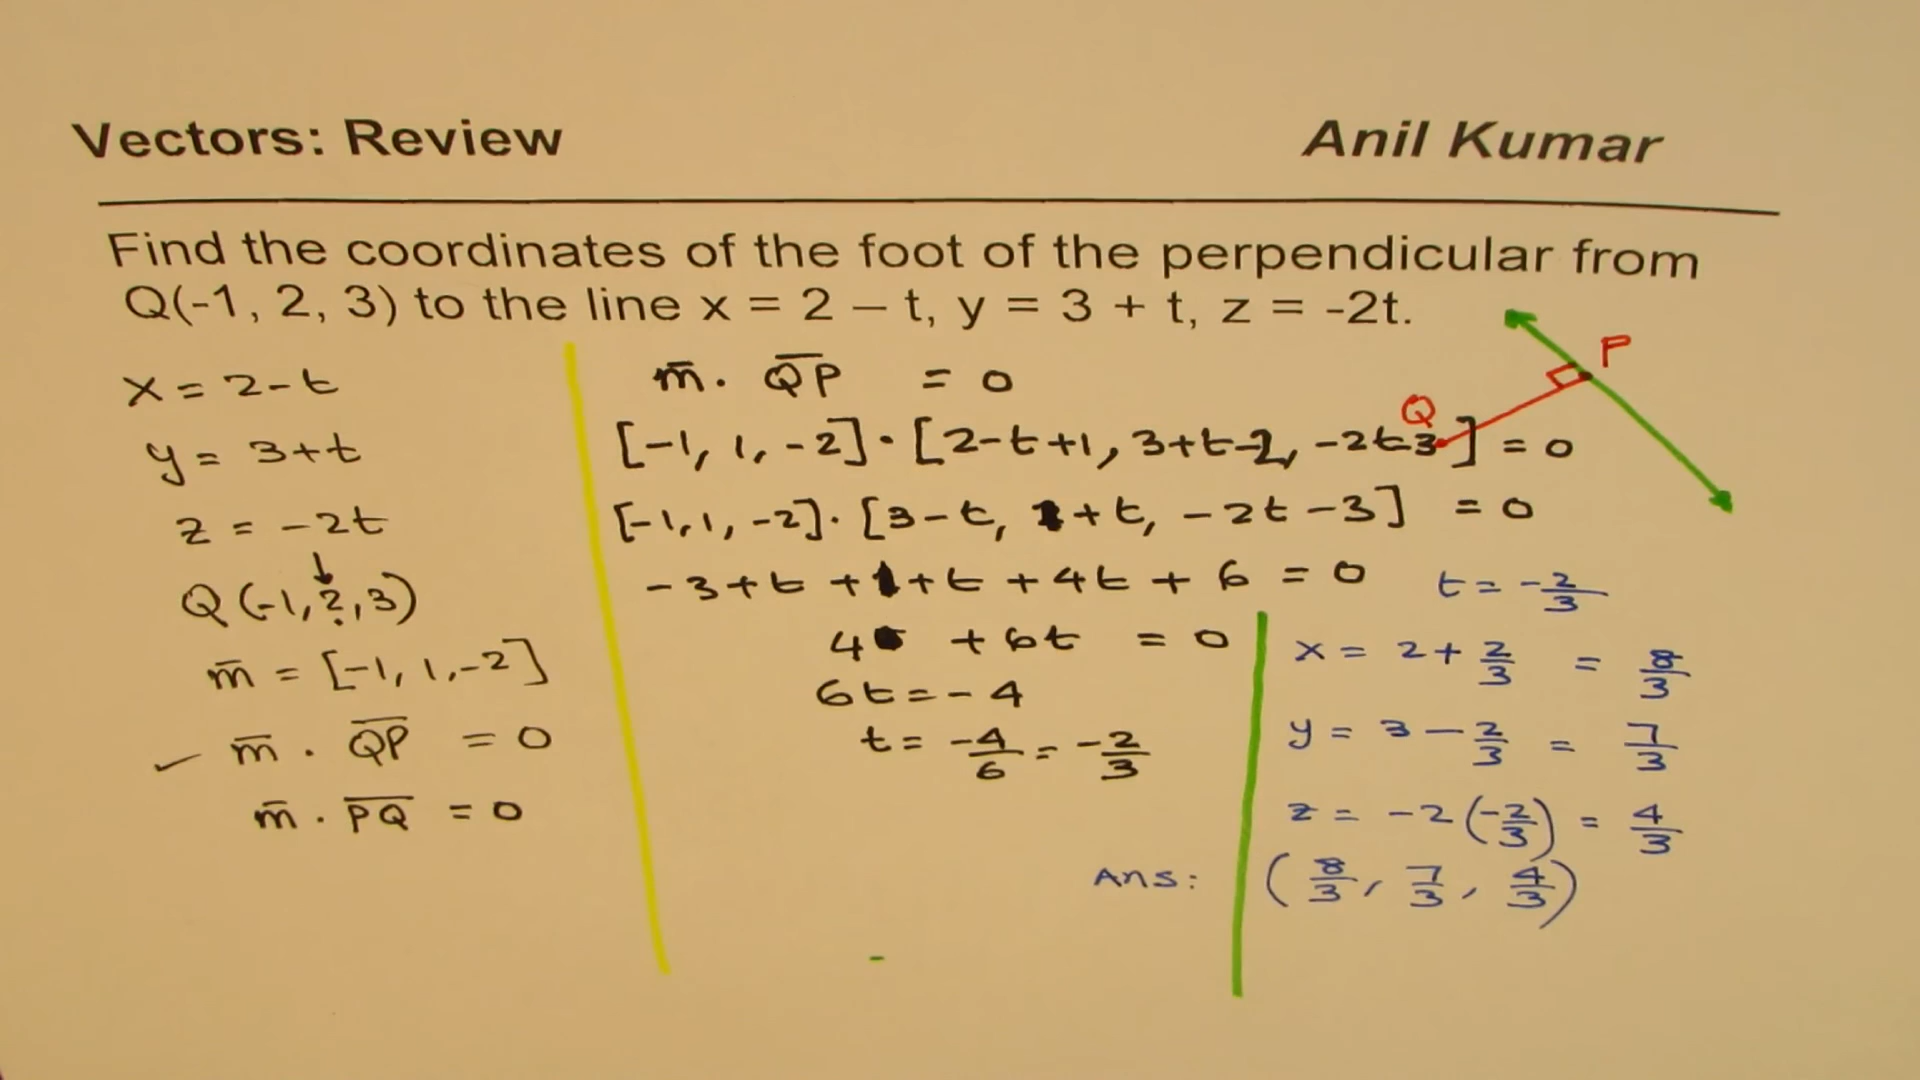 Vectors: Review
Anil Kumar
Find the coordinates of the foot of the perpendicular from
Q(-1, 2, 3) to the line x = 2 – t, y = 3 + t, z = -2t.
x = 2-t
y = 3+t
z = -2t
Q (-1, 2, 3)
m̄ = [-1, 1, -2]
m̄ . Q̅P̅ = 0
m̄ . P̅Q̅ = 0
m̄ . Q̅P̅ = 0
[-1, 1, -2] · [2-t+1, 3+t-2, -2t-3] = 0
[-1, 1, -2] · [3-t, 1+t, -2t-3] = 0
-3+t +1+t +4t + 6 = 0
4 + 6t = 0
6t = -4
t = -4/6 = -2/3
P
Q
t = -2/3
x = 2 + 2/3 = 8/3
y = 3 - 2/3 = 7/3
z = -2(-2/3) = 4/3
Ans: (8/3, 7/3, 4/3)